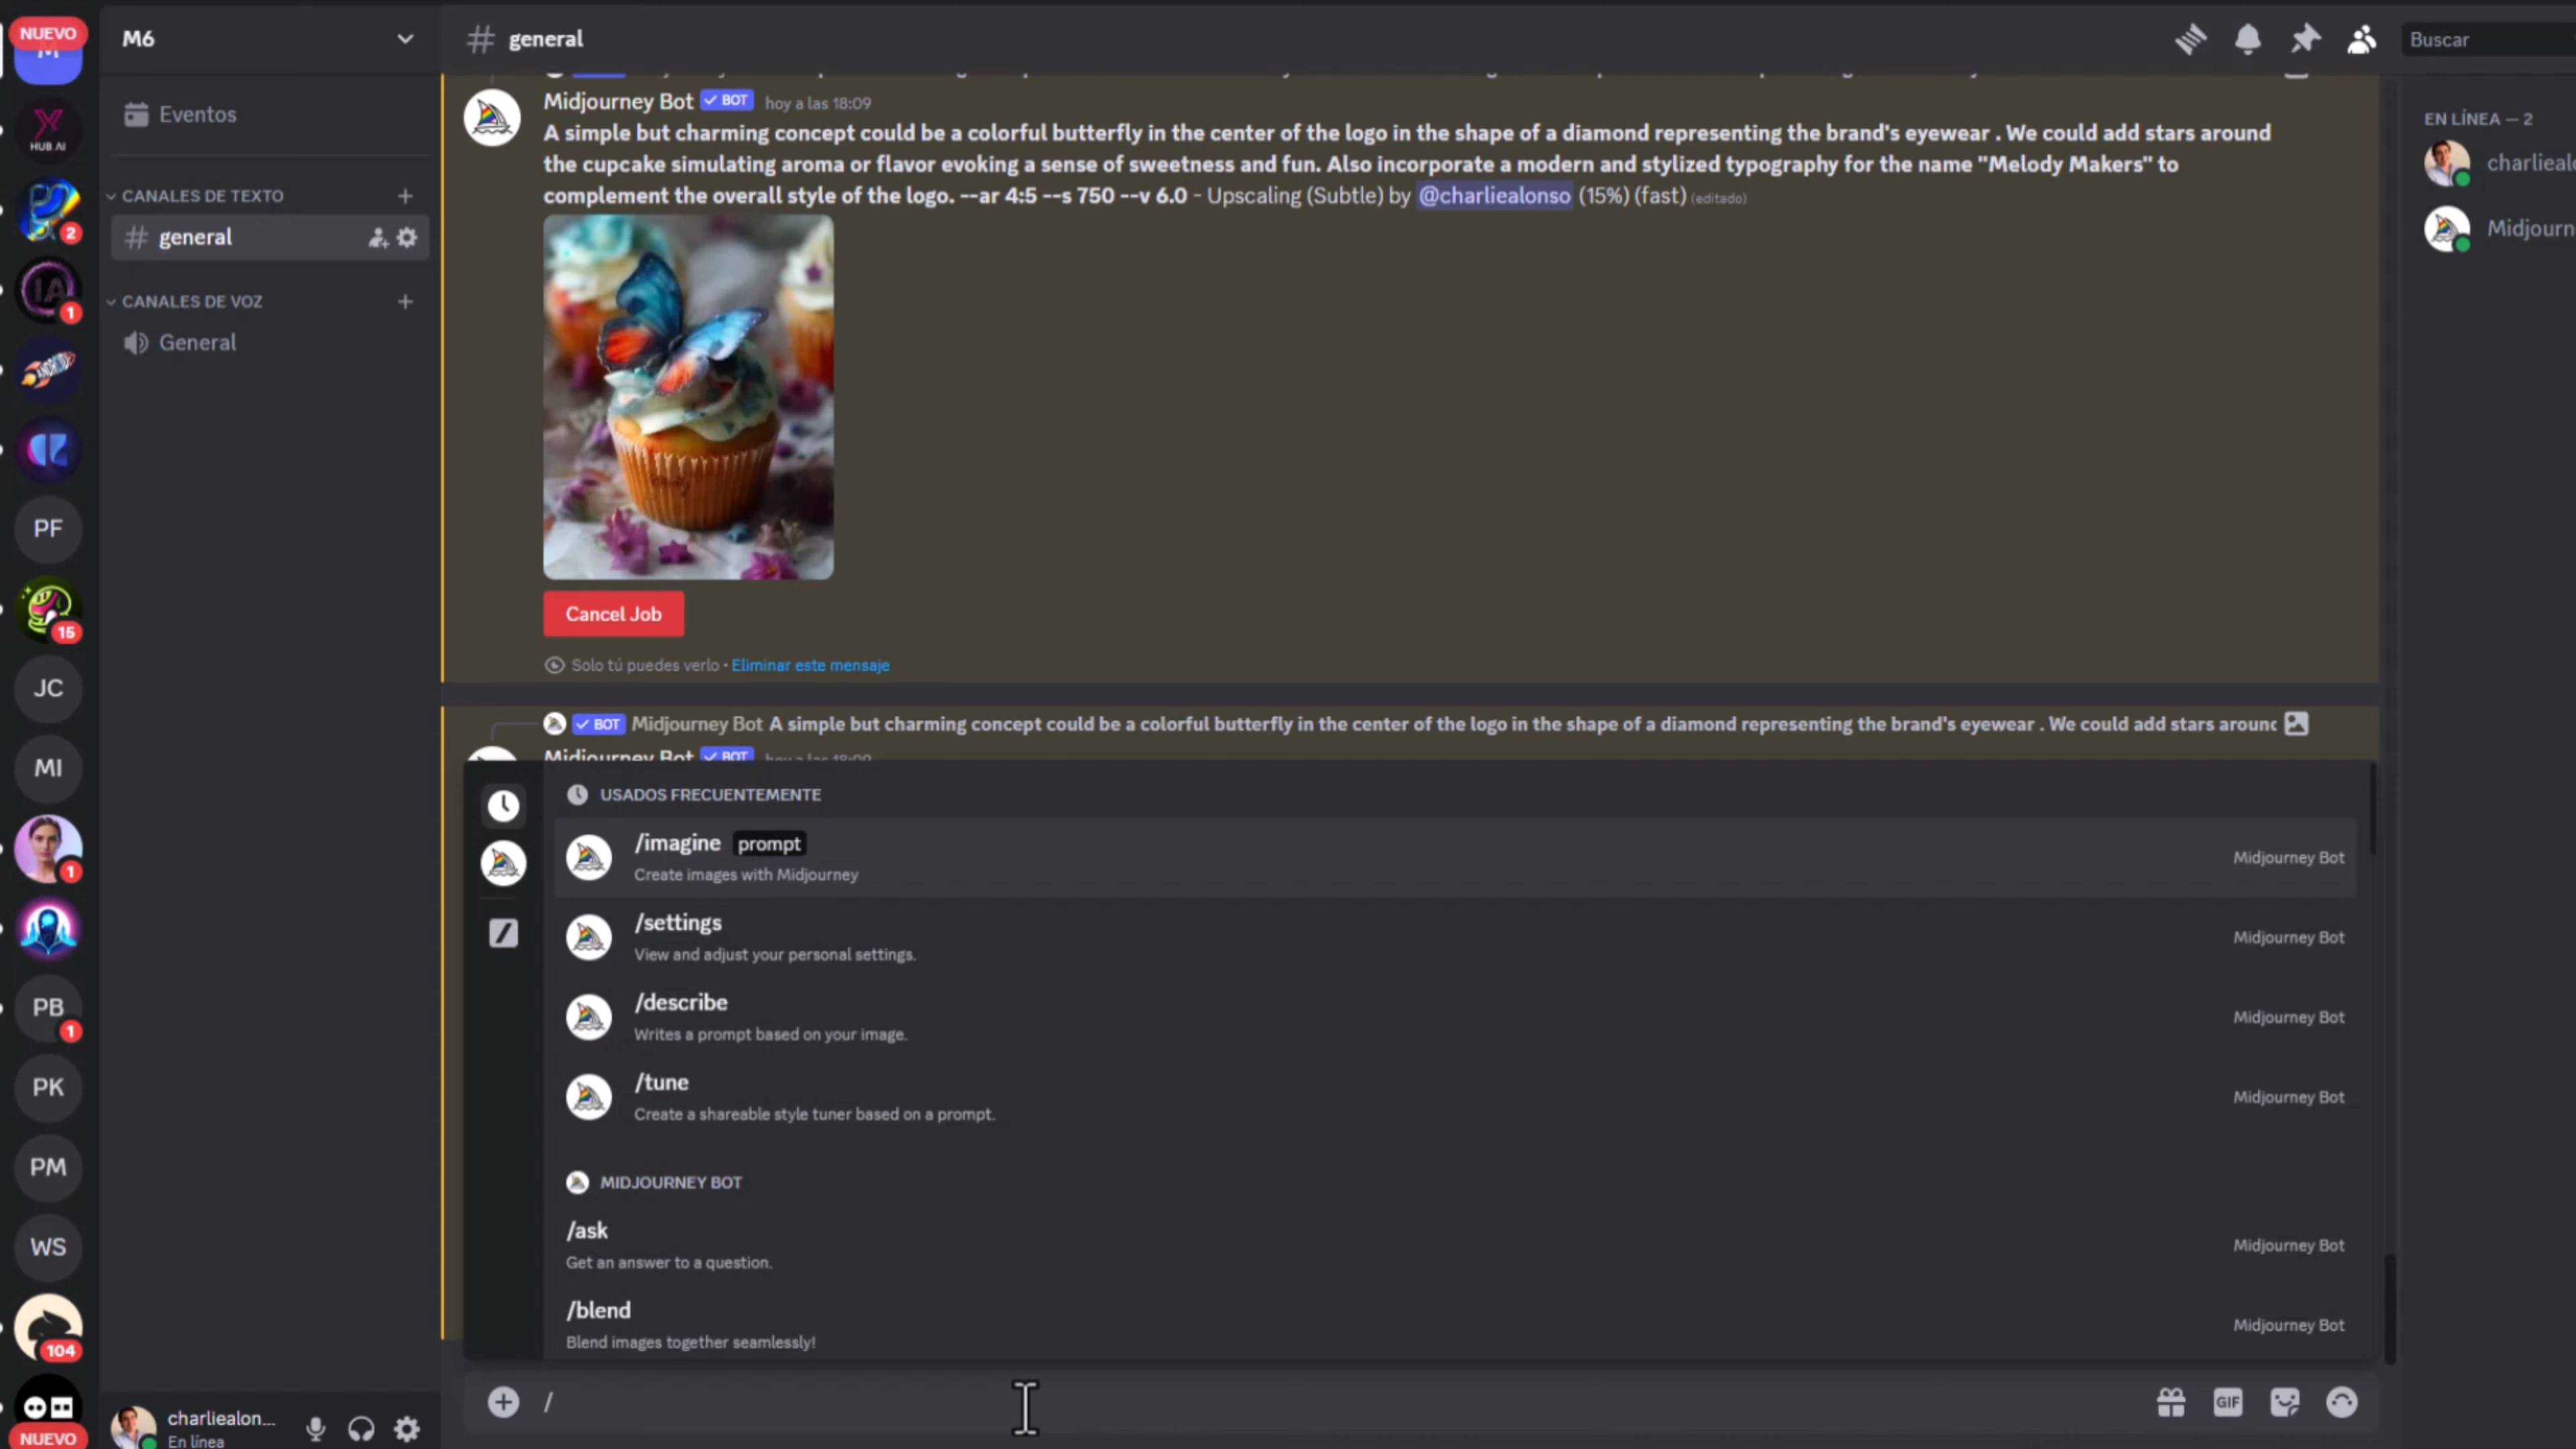 NUEVO
M
HUB AI
2
IA
1
PF
15
JC
MI
1
PB
1
PK
PM
WS
104
NUEVO
M6
Eventos
CANALES DE TEXTO
general
CANALES DE VOZ
General
charliealon...
En línea
general
Buscar
Midjourney Bot BOT hoy a las 18:09
A simple but charming concept could be a colorful butterfly in the center of the logo in the shape of a diamond representing the brand's eyewear . We could add stars around
the cupcake simulating aroma or flavor evoking a sense of sweetness and fun. Also incorporate a modern and stylized typography for the name "Melody Makers" to
complement the overall style of the logo. --ar 4:5 --s 750 --v 6.0 - Upscaling (Subtle) by @charliealonso (15%) (fast) (editado)
Cancel Job
Solo tú puedes verlo • Eliminar este mensaje
BOT Midjourney Bot A simple but charming concept could be a colorful butterfly in the center of the logo in the shape of a diamond representing the brand's eyewear . We could add stars around
Midjourney Bot BOT hoy a las 18:09
USADOS FRECUENTEMENTE
/imagine prompt
Create images with Midjourney
Midjourney Bot
/settings
View and adjust your personal settings.
Midjourney Bot
/describe
Writes a prompt based on your image.
Midjourney Bot
/tune
Create a shareable style tuner based on a prompt.
Midjourney Bot
MIDJOURNEY BOT
/ask
Get an answer to a question.
Midjourney Bot
/blend
Blend images together seamlessly!
Midjourney Bot
/
GIF
EN LÍNEA — 2
charlieal
Midjourn